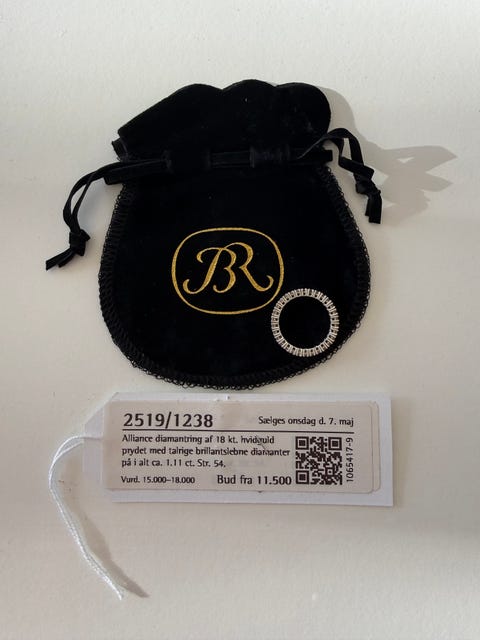 BR
2519/1238 Sælges onsdag d. 7. maj
Alliance diamantring af 18 kt. hvidguld
prydet med talrige brillantslebne diamanter
på i alt ca. 1.11 ct. Str. 54.
Vurd. 15.000–18.000 Bud fra 11.500
1065417-9